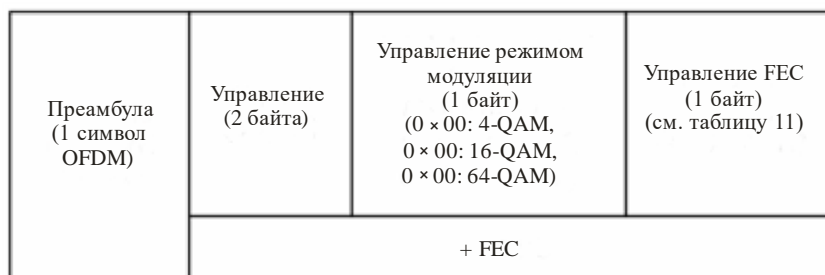 Преамбула
(1 символ
OFDM)
Управление
(2 байта)
Управление режимом
модуляции
(1 байт)
(0 × 00: 4-QAM,
0 × 00: 16-QAM,
0 × 00: 64-QAM)
Управление FEC
(1 байт)
(см. таблицу 11)
+ FEC